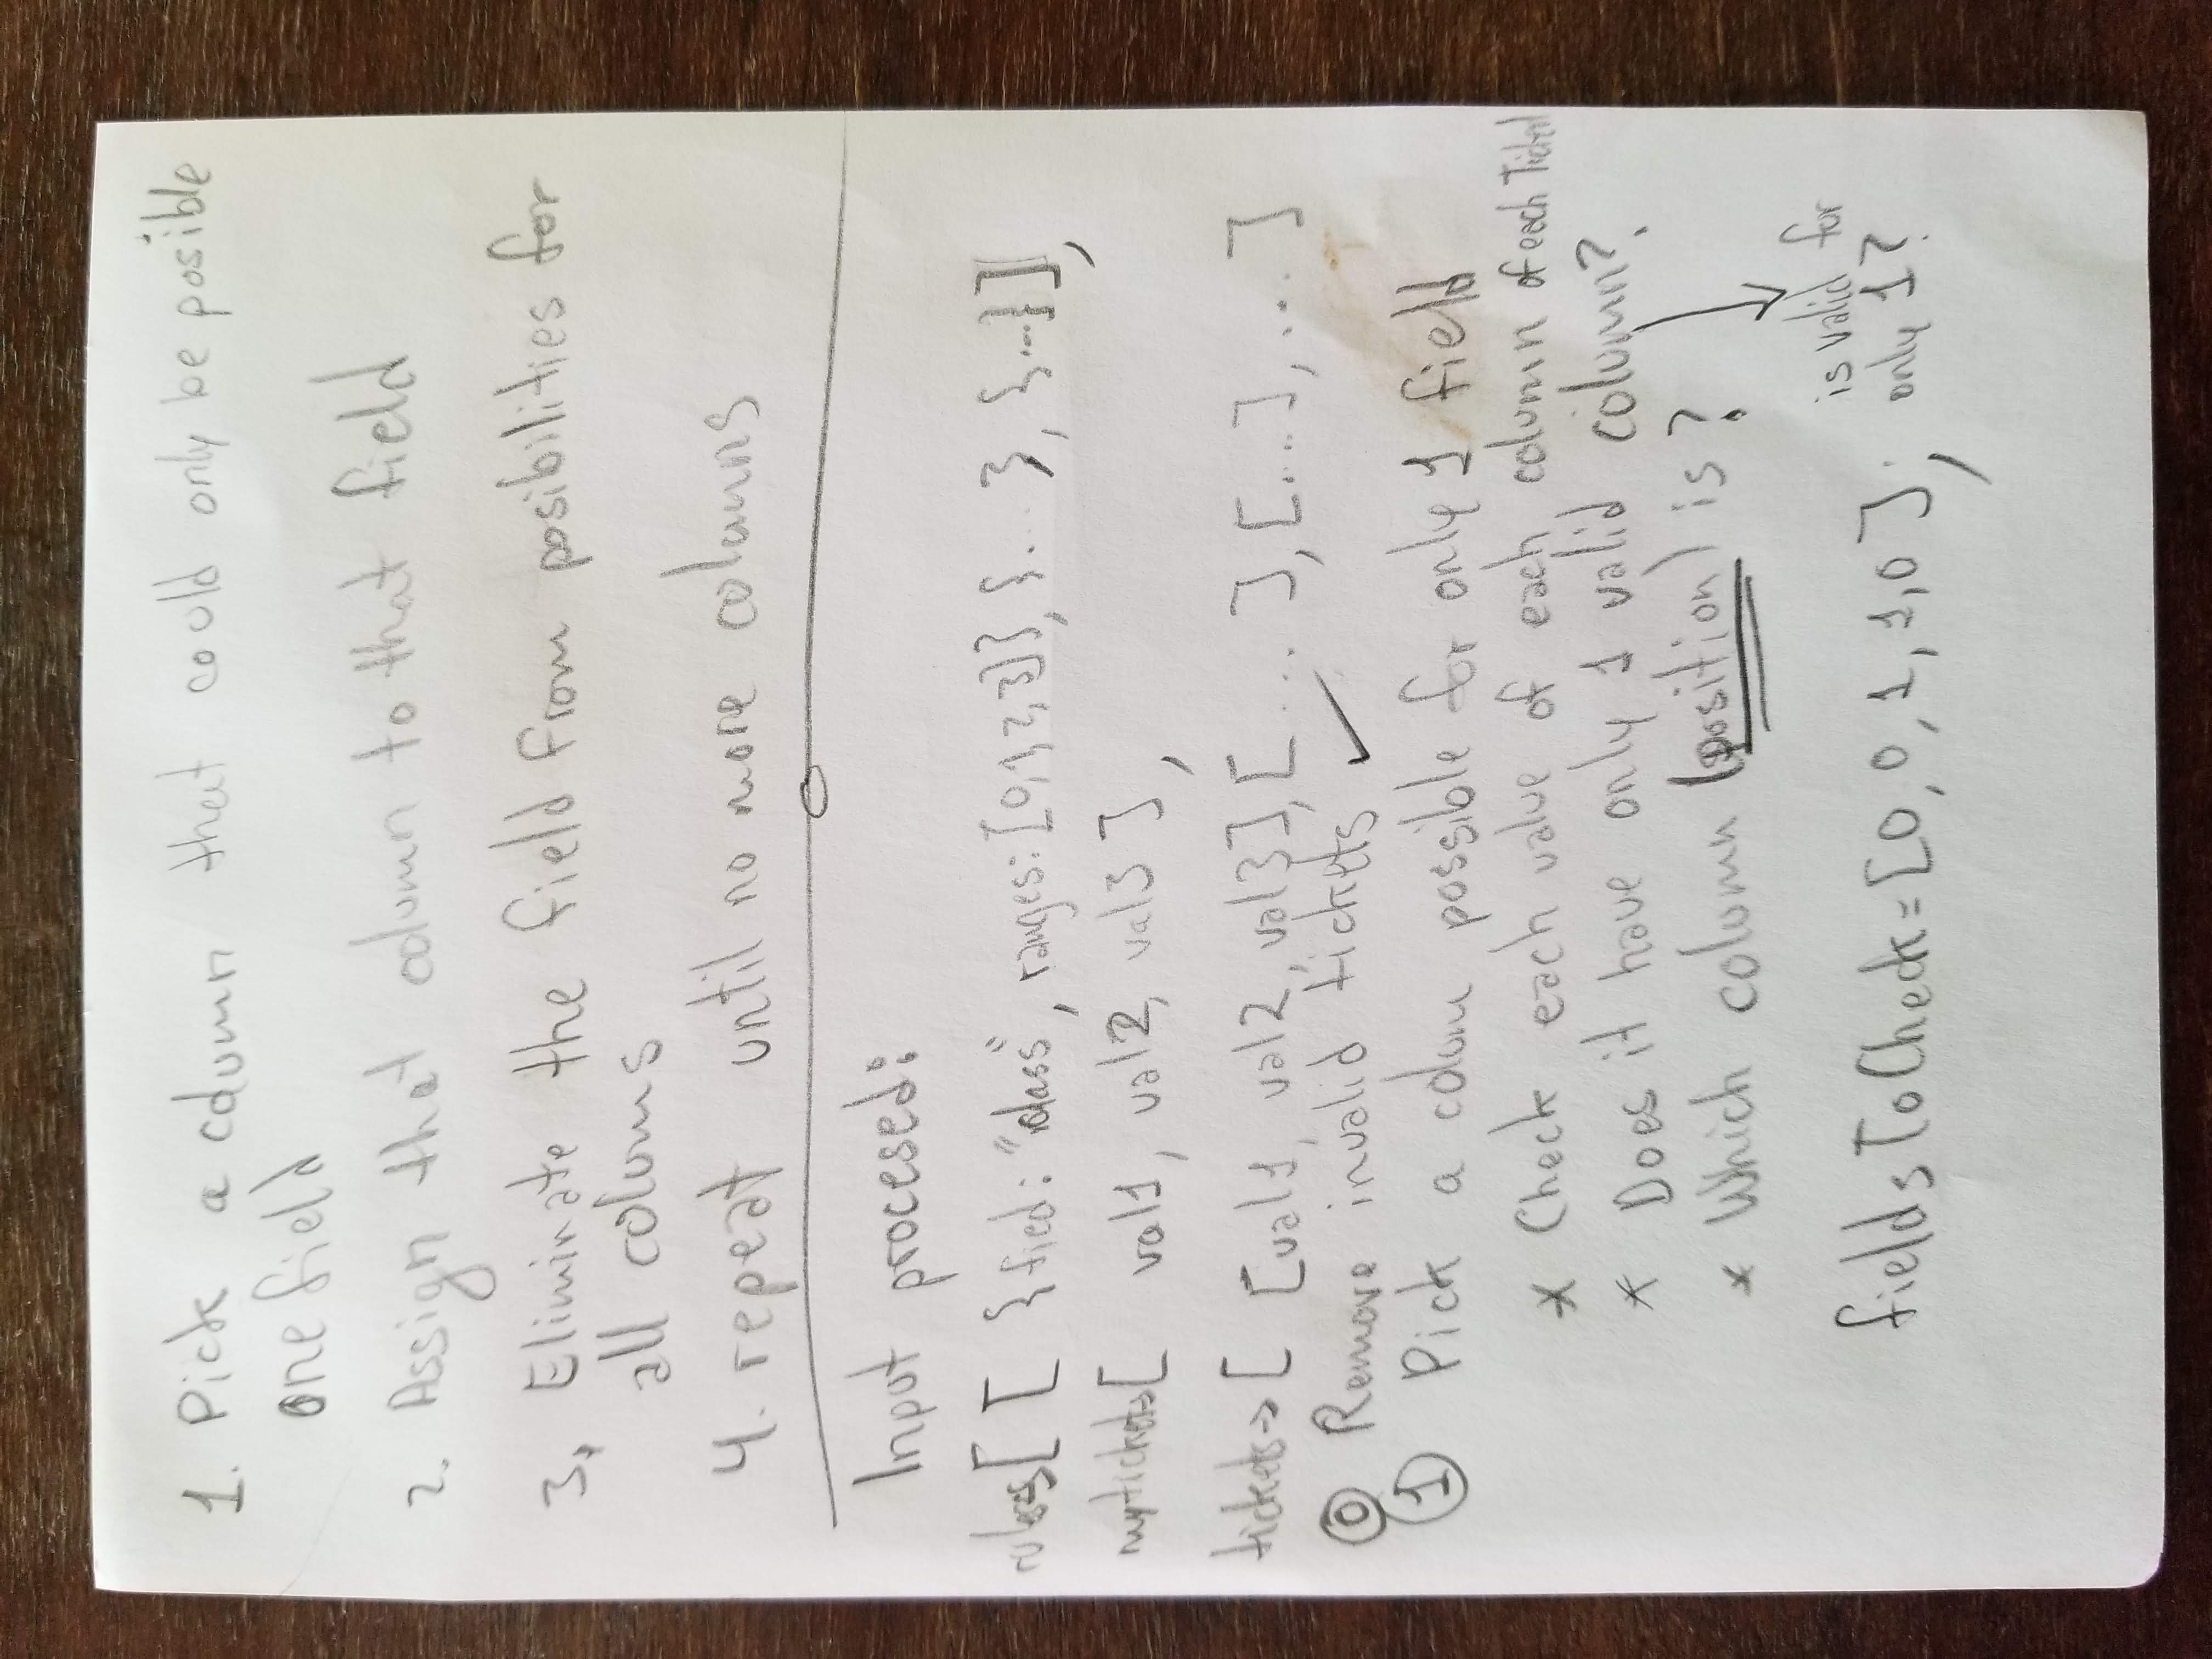 1. Pick a column that could only be posible
one field
2. Assign that column to that field
3. Eliminate the field from posibilities for
all colums
4. repeat until no more columns
Input procesed:
rules→[ [ {fied: "class", ranges: [0,1,2,3]}, {...}, {...}]],
mytickets→[ val1, val2, val3 ],
tickets→[ [val1, val2, val3], [....], [...], ... ]
0 Remove invalid tickets ✓
1 Pick a colum possible for only 1 field
* Check each value of each column of each Ticket
* Does it have only 1 valid column?
* Which column (position) is?
is valid for
only 1?
fieldsToCheck=[0, 0, 1, 1, 0];